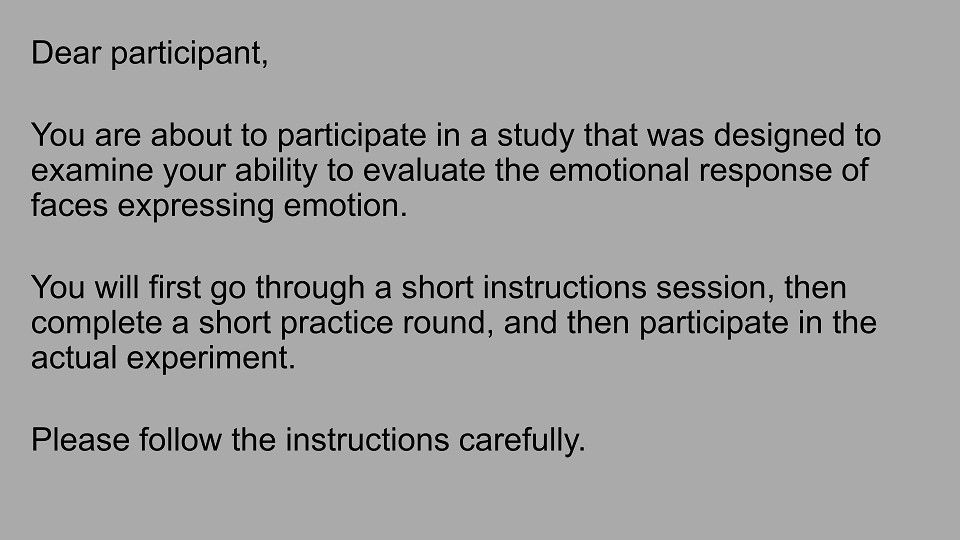 Dear participant,
You are about to participate in a study that was designed to
examine your ability to evaluate the emotional response of
faces expressing emotion.
You will first go through a short instructions session, then
complete a short practice round, and then participate in the
actual experiment.
Please follow the instructions carefully.